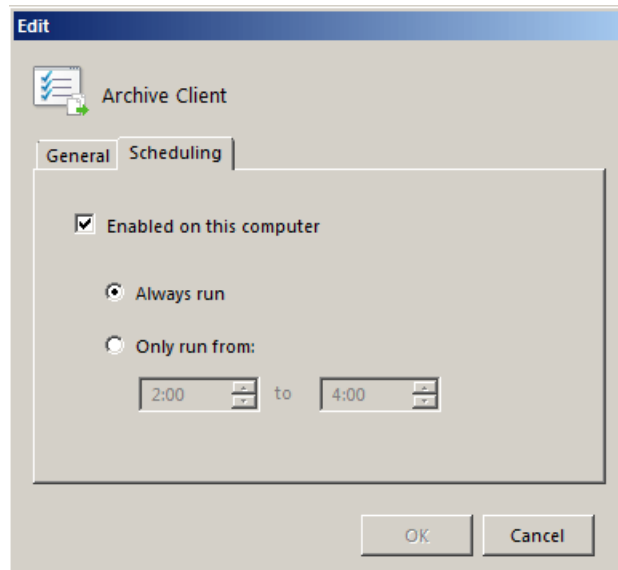 Edit
Archive Client
General Scheduling
Enabled on this computer
Always run
Only run from:
2:00 to 4:00
OK Cancel